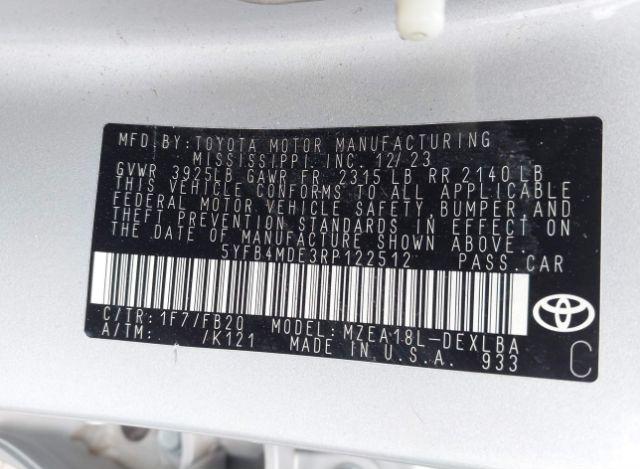 MFD.BY:TOYOTA MOTOR MANUFACTURING
MISSISSIPPI, INC. 12/23
GVWR 3925LB GAWR FR 2315 LB RR 2140 LB
THIS VEHICLE CONFORMS TO ALL APPLICABLE
FEDERAL MOTOR VEHICLE SAFETY, BUMPER, AND
THEFT PREVENTION STANDARDS IN EFFECT ON
THE DATE OF MANUFACTURE SHOWN ABOVE.
5YFB4MDE3RP122512 PASS.CAR
C/TR:1F7/FB20 MODEL:MZEA18L-DEXLBA
A/TM: /K121 MADE IN U.S.A. 933
C